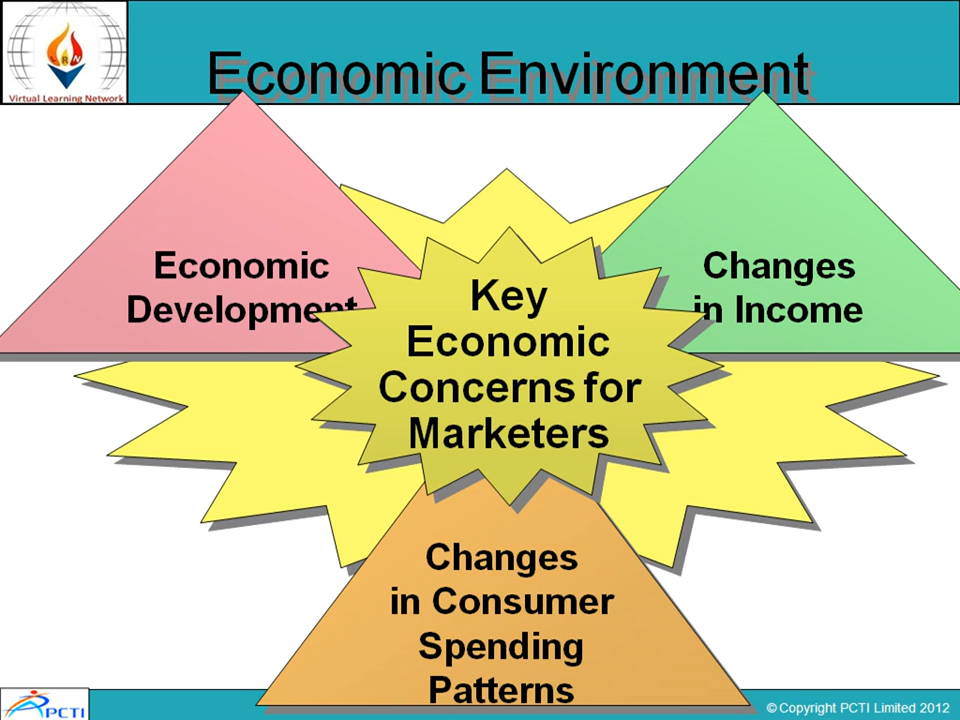 RN
Virtual Learning Network
Economic Environment
Economic
Development
Changes
in Income
Key
Economic
Concerns for
Marketers
Changes
in Consumer
Spending
Patterns
PCTI
© Copyright PCTI Limited 2012